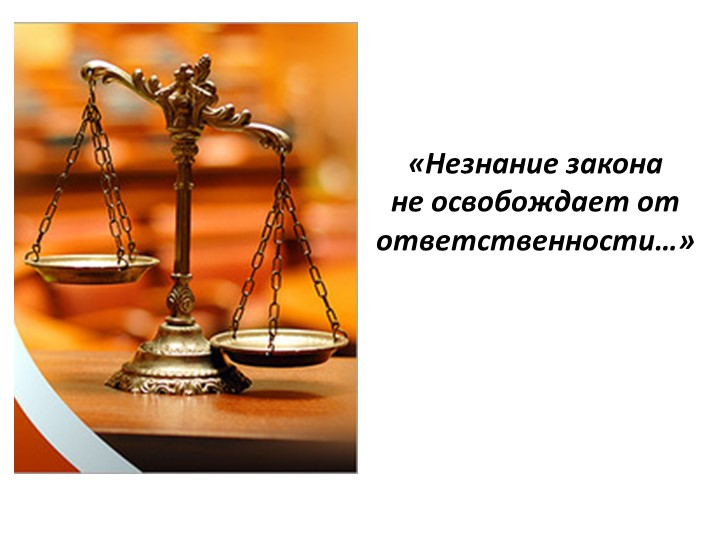 «Незнание закона
не освобождает от
ответственности…»